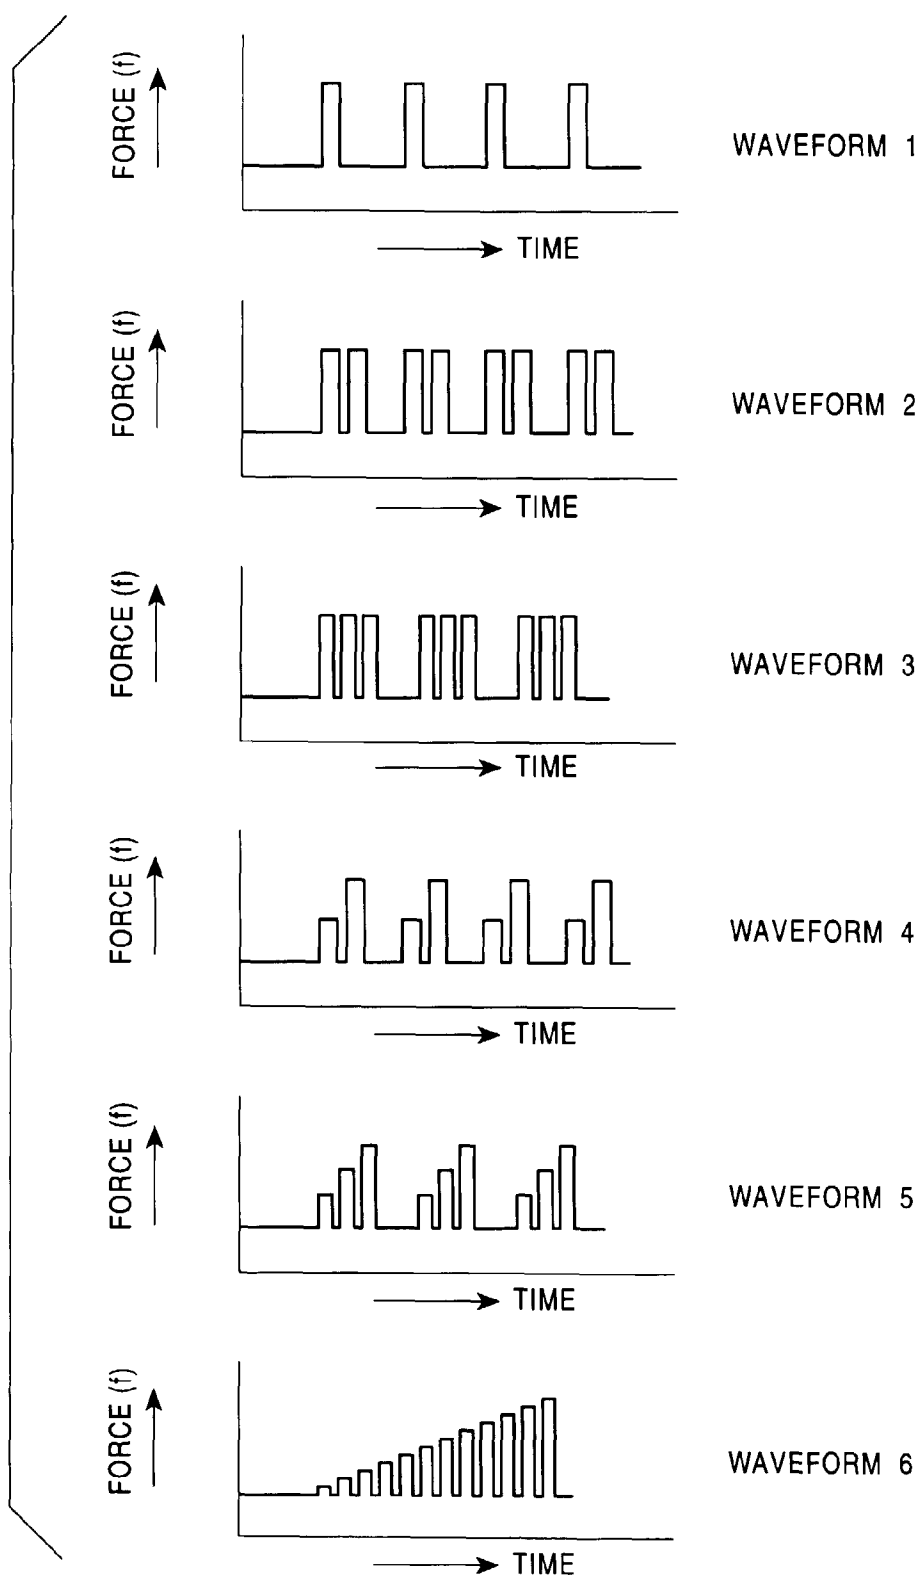 FORCE (f)
WAVEFORM 1
TIME
FORCE (f)
WAVEFORM 2
TIME
FORCE (f)
WAVEFORM 3
TIME
FORCE (f)
WAVEFORM 4
TIME
FORCE (f)
WAVEFORM 5
TIME
FORCE (f)
WAVEFORM 6
TIME